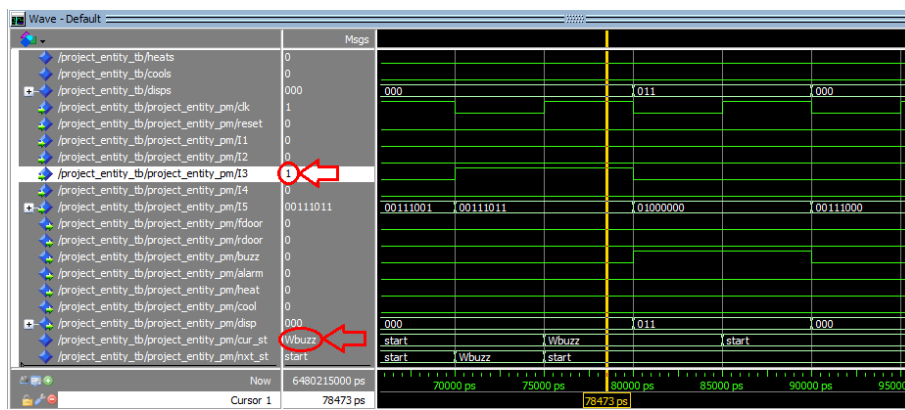 Wave - Default
Msgs
/project_entity_tb/heats 0
/project_entity_tb/cools 0
/project_entity_tb/disps 000 000 011 000
/project_entity_tb/project_entity_pm/clk 1
/project_entity_tb/project_entity_pm/reset 0
/project_entity_tb/project_entity_pm/I1 0
/project_entity_tb/project_entity_pm/I2 0
/project_entity_tb/project_entity_pm/I3 1
/project_entity_tb/project_entity_pm/I4 0
/project_entity_tb/project_entity_pm/I5 00111011 00111001 00111011 01000000 00111000
/project_entity_tb/project_entity_pm/fdoor 0
/project_entity_tb/project_entity_pm/rdoor 0
/project_entity_tb/project_entity_pm/buzz 0
/project_entity_tb/project_entity_pm/alarm 0
/project_entity_tb/project_entity_pm/heat 0
/project_entity_tb/project_entity_pm/cool 0
/project_entity_tb/project_entity_pm/disp 000 000 011 000
/project_entity_tb/project_entity_pm/cur_st Wbuzz start Wbuzz start
/project_entity_tb/project_entity_pm/nxt_st start start Wbuzz start
Now 6480215000 ps 70000 ps 75000 ps 80000 ps 85000 ps 90000 ps 95000
Cursor 1 78473 ps 78473 ps